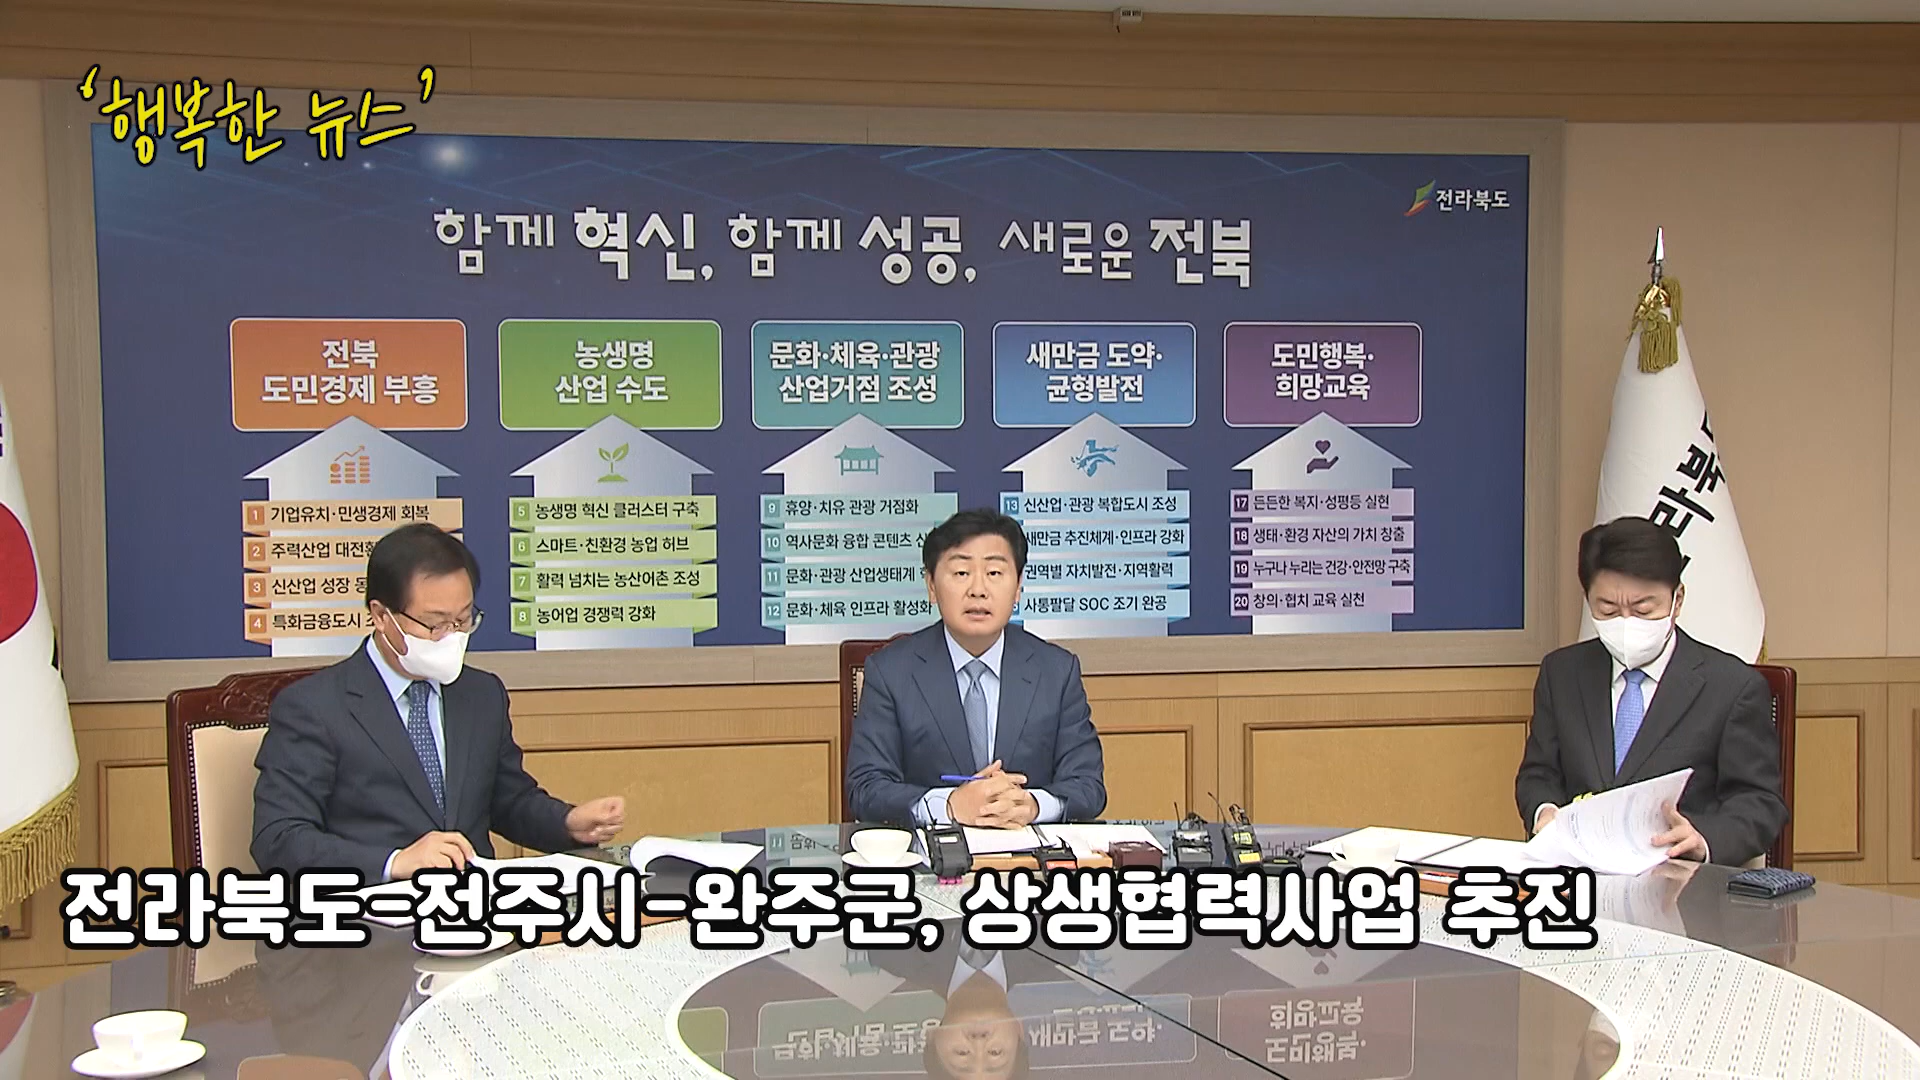 ‘행복한 뉴스’
전라북도
함께 혁신, 함께 성공, 새로운 전북
전북
도민경제 부흥
1 기업유치·민생경제 회복
2 주력산업
3 신산업 성장
4 특화금융도시
농생명
산업 수도
5 농생명 혁신 클러스터 구축
6 스마트·친환경 농업 허브
7 활력 넘치는 농산어촌 조성
8 농어업 경쟁력 강화
문화·체육·관광
산업거점 조성
9 휴양·치유 관광 거점화
10 역사문화 융합 콘텐츠
11 문화·관광 산업생태계
12 문화·체육 인프라 활성화
새만금 도약·
균형발전
13 신산업·관광 복합도시 조성
새만금 추진체계·인프라 강화
권역별 자치발전·지역활력
사통팔달 SOC 조기 완공
도민행복·
희망교육
17 든든한 복지·성평등 실현
18 생태·환경 자산의 가치 창출
19 누구나 누리는 건강·안전망 구축
20 창의·협치 교육 실천
전라북도-전주시-완주군, 상생협력사업 추진